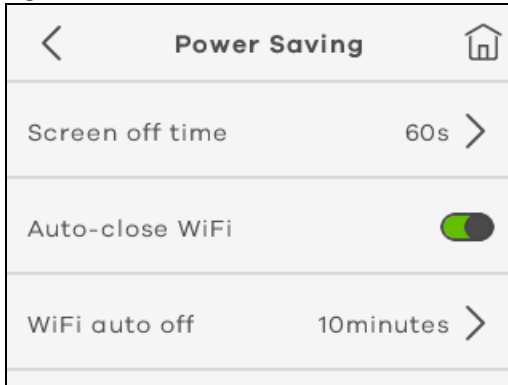 Power Saving
Screen off time 60s
Auto-close WiFi
WiFi auto off 10minutes